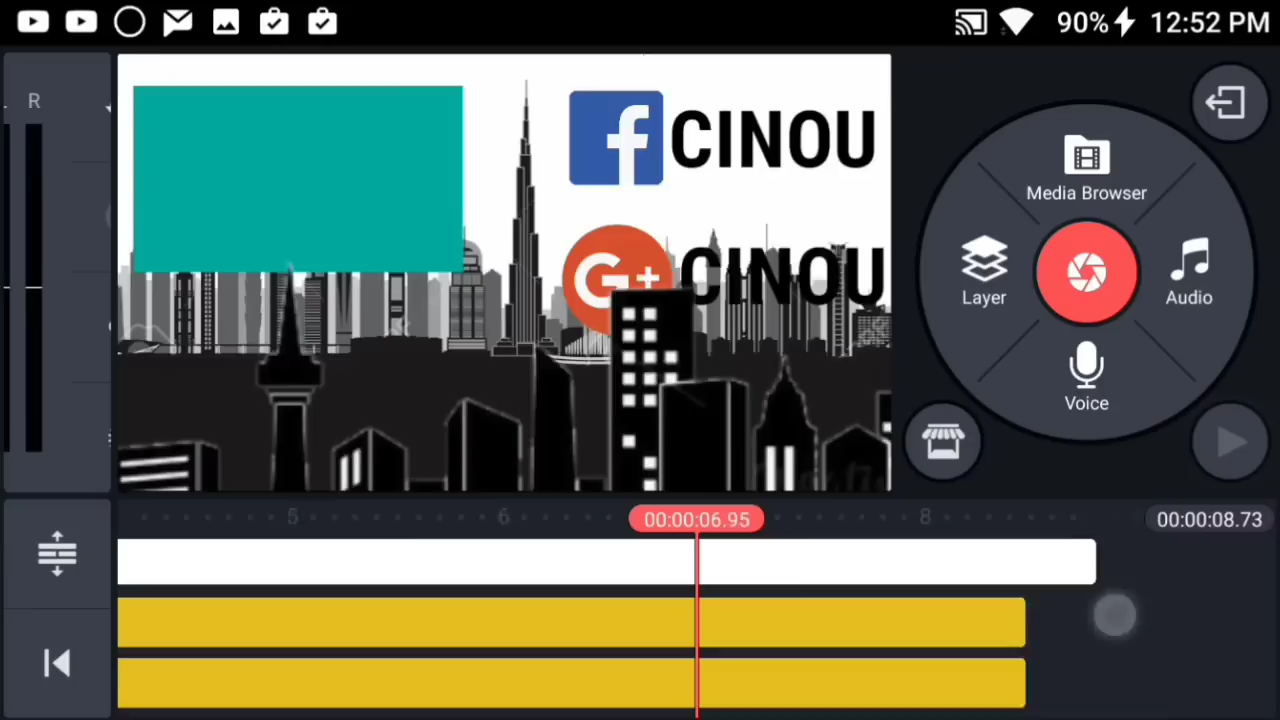 90% 12:52 PM
R
f CINOU
G+ CINOU
Media Browser
Layer
Audio
Voice
5 6 00:00:06.95 8 00:00:08.73